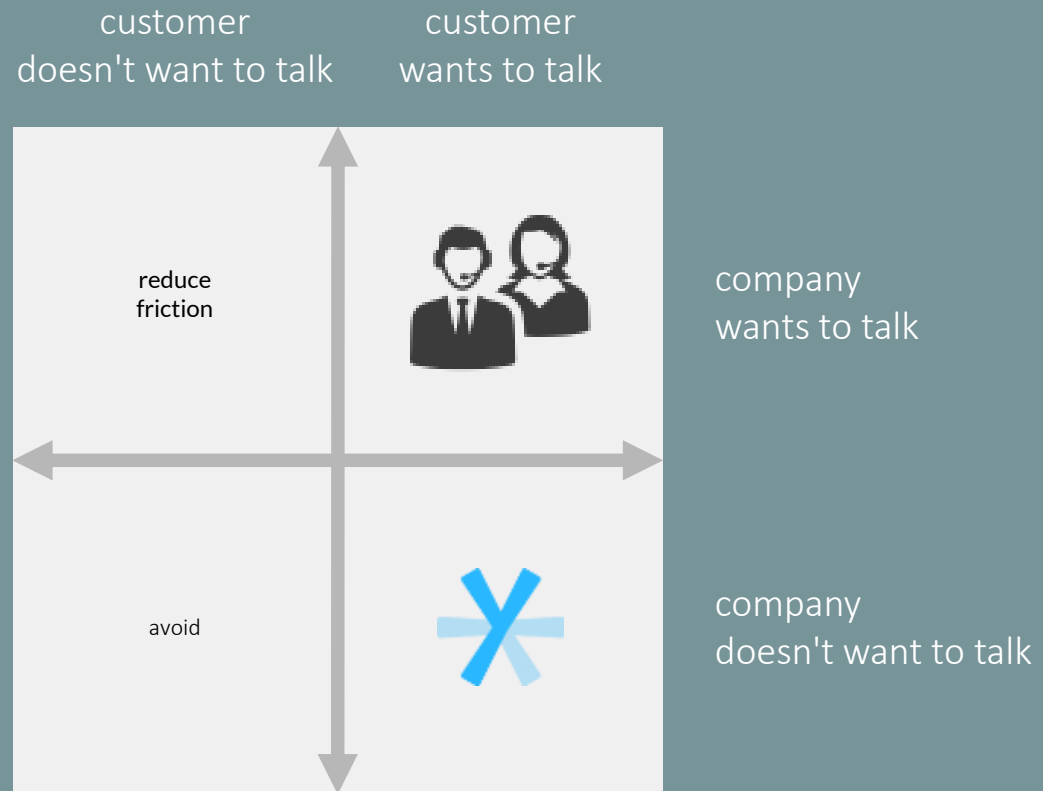 customer
doesn't want to talk
customer
wants to talk
reduce
friction
company
wants to talk
avoid
company
doesn't want to talk